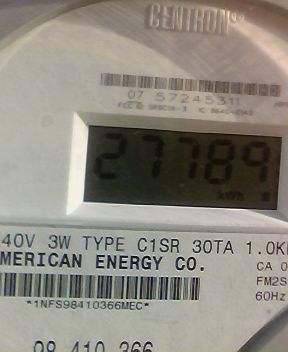 CENTRON®
07 57245311
27789
kWh
40V 3W TYPE C1SR 30TA 1.0K
MERICAN ENERGY CO.
CA 0
FM2S
60Hz
*1NFS98410366MEC*
98 410 366